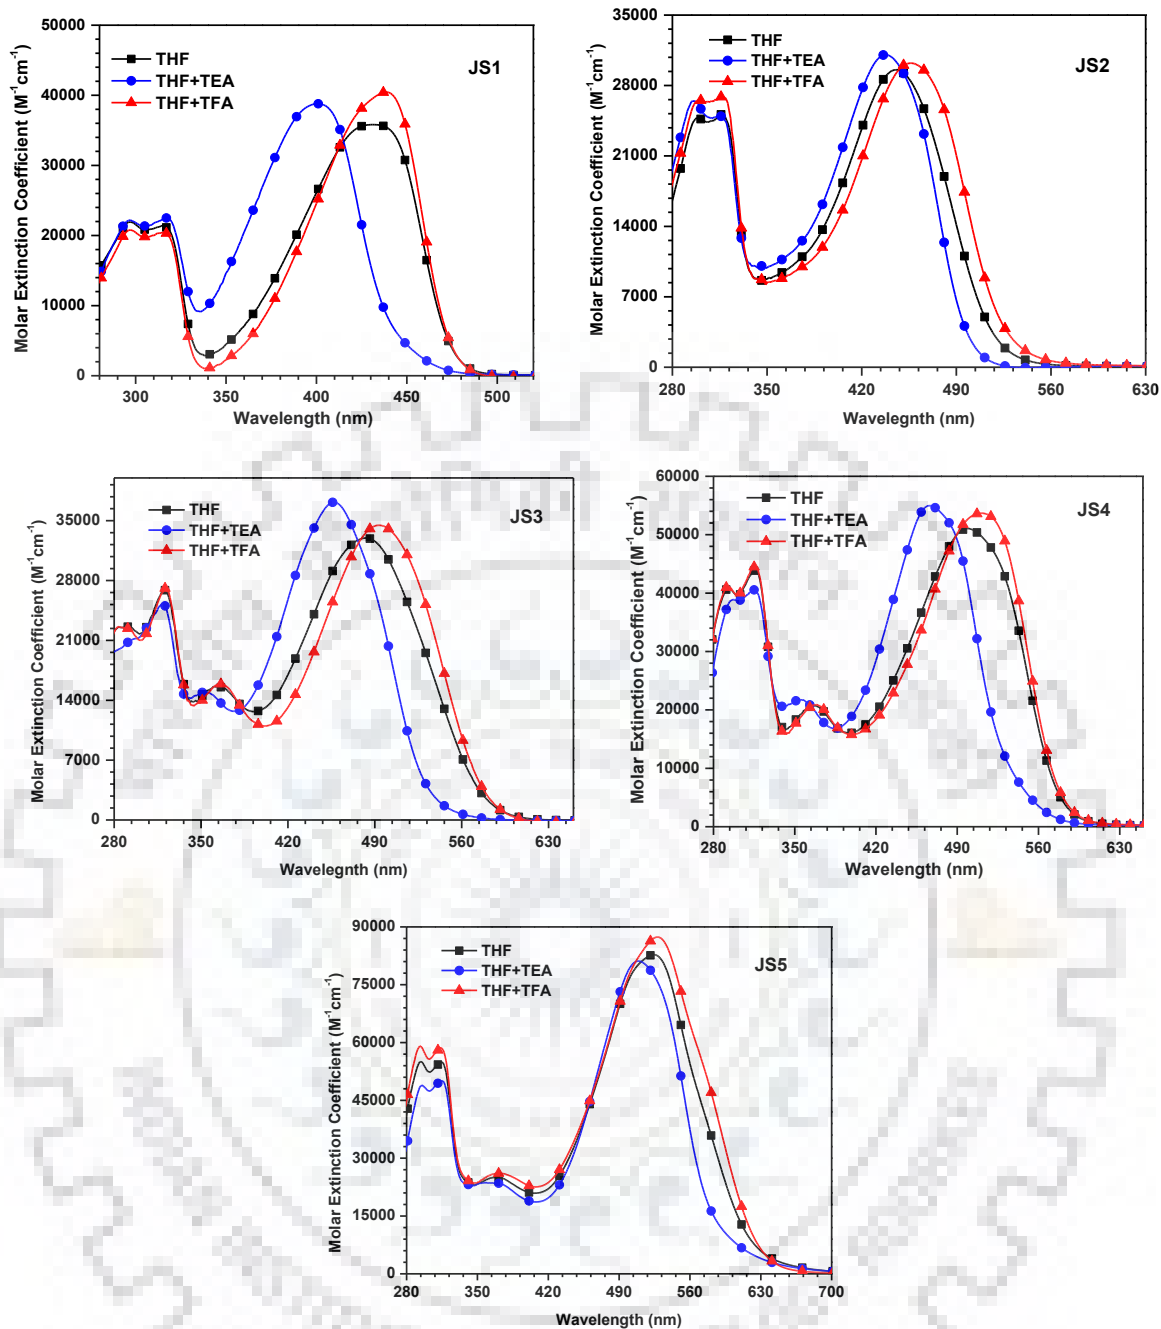 50000
40000
30000
20000
10000
0
Molar Extinction Coefficient (M⁻¹cm⁻¹)
THF
THF+TEA
THF+TFA
JS1
300 350 400 450 500
Wavelength (nm)
35000
28000
21000
14000
7000
0
Molar Extinction Coefficient (M⁻¹cm⁻¹)
THF
THF+TEA
THF+TFA
JS2
280 350 420 490 560 630
Wavelegnth (nm)
35000
28000
21000
14000
7000
0
Molar Extinction Coefficient (M⁻¹cm⁻¹)
THF
THF+TEA
THF+TFA
JS3
280 350 420 490 560 630
Wavelegnth (nm)
60000
50000
40000
30000
20000
10000
0
Molar Extinction Coefficient (M⁻¹cm⁻¹)
THF
THF+TEA
THF+TFA
JS4
280 350 420 490 560 630
Wavelength (nm)
90000
75000
60000
45000
30000
15000
0
Molar Extinction Coefficient (M⁻¹cm⁻¹)
THF
THF+TEA
THF+TFA
JS5
280 350 420 490 560 630 700
Wavelength (nm)